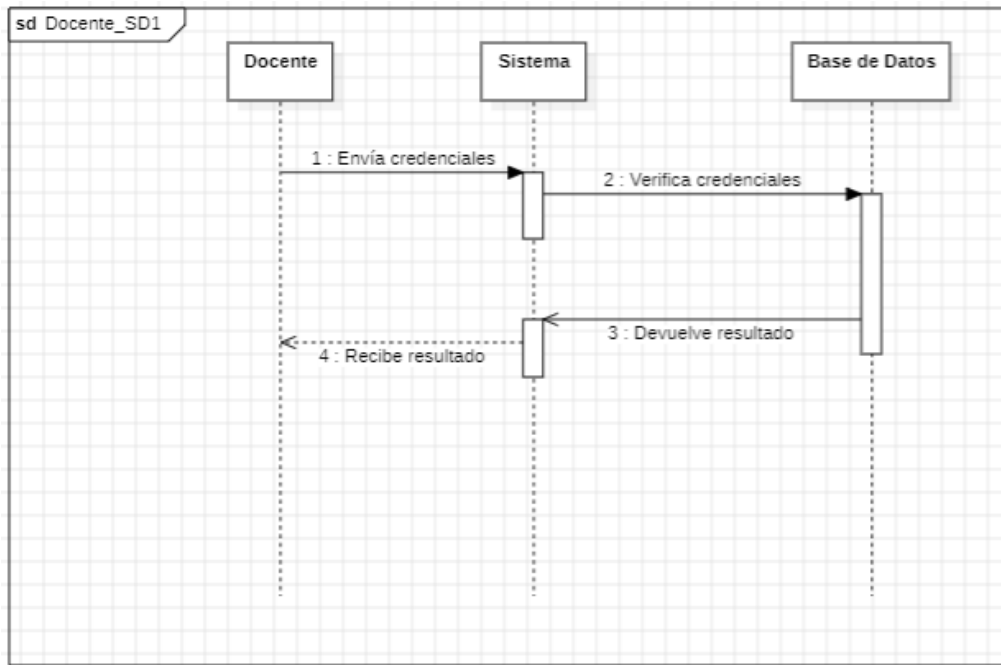 sd Docente_SD1
Docente
Sistema
Base de Datos
1 : Envía credenciales
2 : Verifica credenciales
3 : Devuelve resultado
4 : Recibe resultado